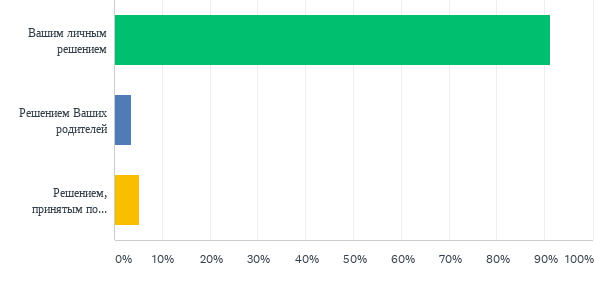 Вашим личным
решением
Решением Ваших
родителей
Решением,
принятым по...
0% 10% 20% 30% 40% 50% 60% 70% 80% 90% 100%